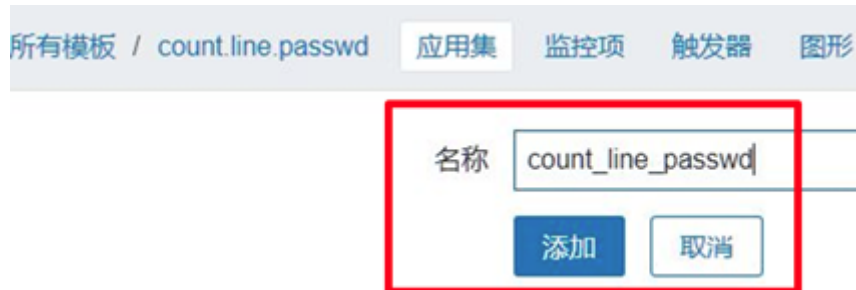 所有模板 / count.line.passwd 应用集 监控项 触发器 图形
名称 count_line_passwd
添加 取消